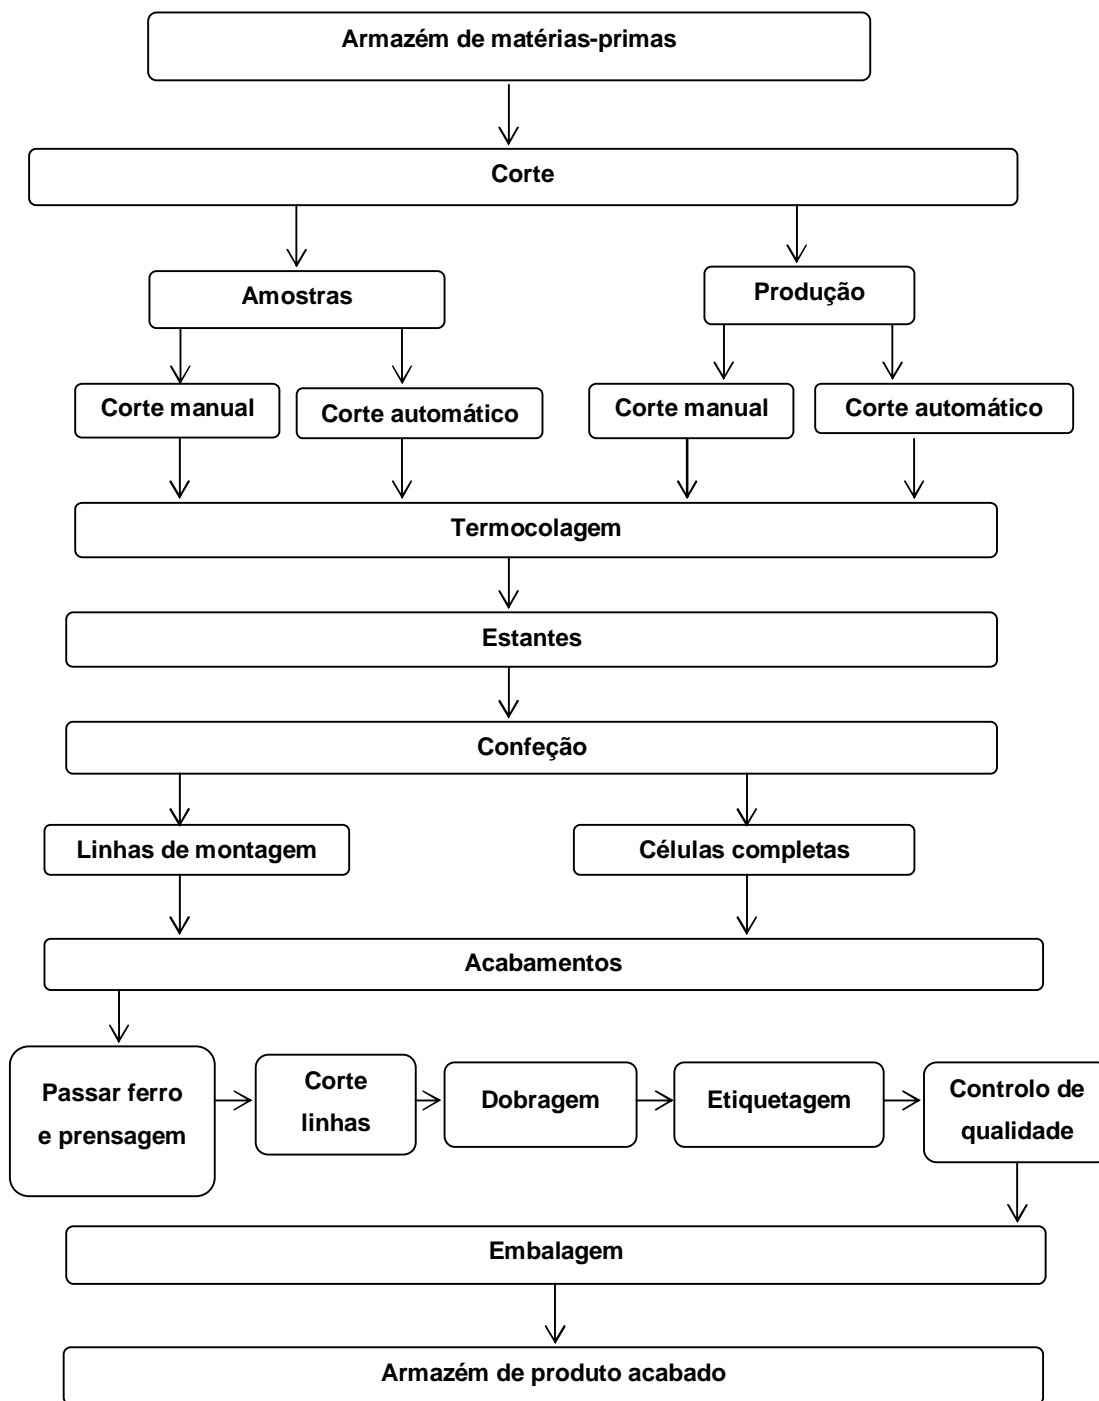 Armazém de matérias-primas
Corte
Amostras
Produção
Corte manual
Corte automático
Corte manual
Corte automático
Termocolagem
Estantes
Confeção
Linhas de montagem
Células completas
Acabamentos
Passar ferro
e prensagem
Corte
linhas
Dobragem
Etiquetagem
Controlo de
qualidade
Embalagem
Armazém de produto acabado